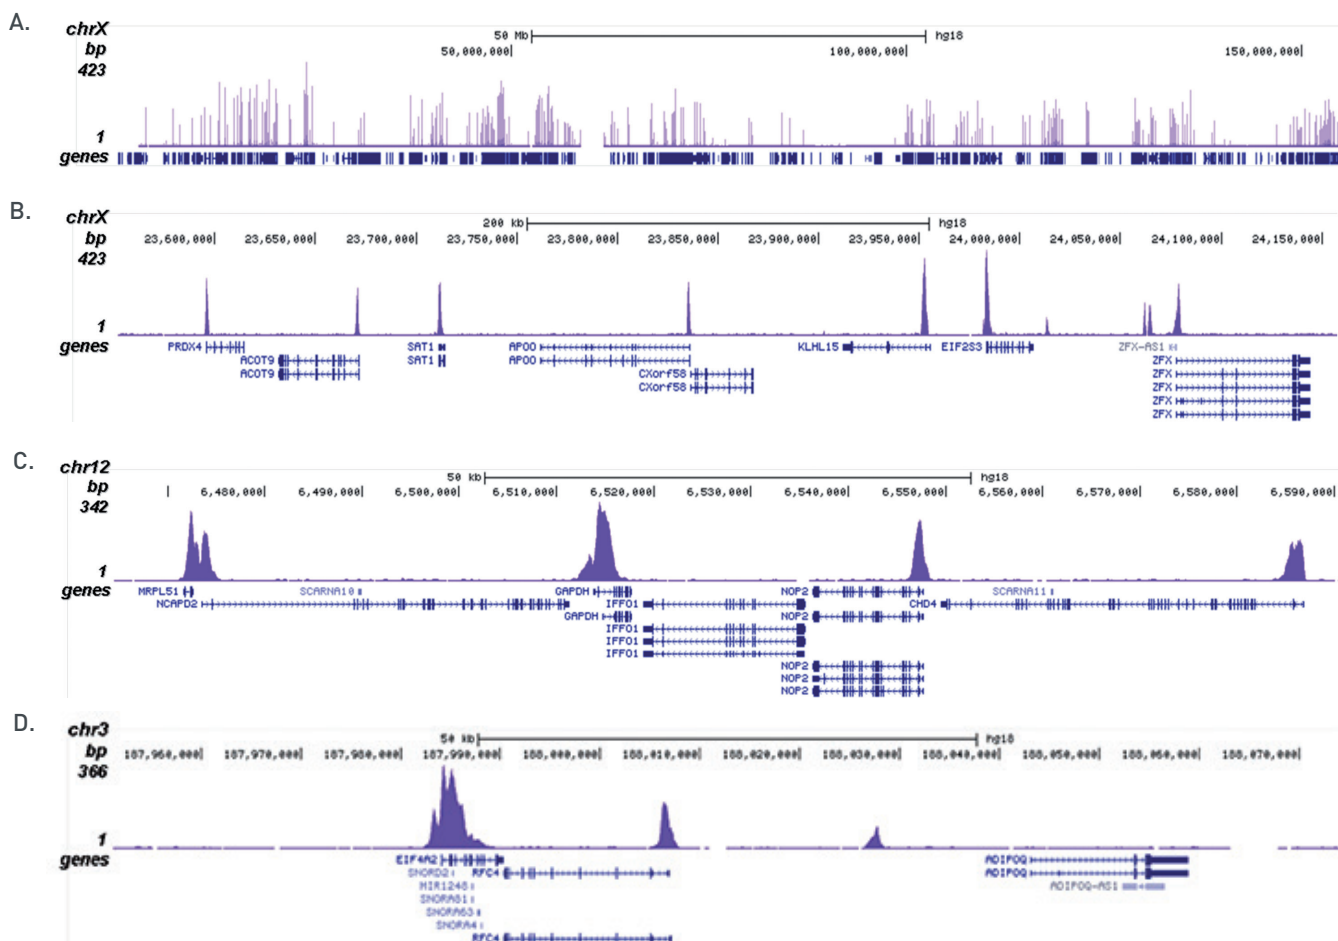 A.
chrX
50 Mb hg18
bp 50,000,000 100,000,000 150,000,000
423
1
genes
B.
chrX
200 kb hg18
bp 23,600,000 23,650,000 23,700,000 23,750,000 23,800,000 23,850,000 23,900,000 23,950,000 24,000,000 24,050,000 24,100,000 24,150,000
423
1
genes PRDX4 SAT1 APOO KLHL15 EIF2S3 ZFX-AS1
ACOT9 SAT1 APOO ZFX
ACOT9 CXorf58 ZFX
CXorf58 ZFX
ZFX
ZFX
C.
chr12
50 kb hg18
bp 6,480,000 6,490,000 6,500,000 6,510,000 6,520,000 6,530,000 6,540,000 6,550,000 6,560,000 6,570,000 6,580,000 6,590,000
342
1
genes MRPL51 SCARNA10 GAPDH NOP2 SCARNA11
NCAPD2 IFFO1 CHD4
GAPDH NOP2
IFFO1
IFFO1
IFFO1
NOP2
NOP2
NOP2
D.
chr3
50 kb hg18
bp 187,960,000 187,970,000 187,980,000 187,990,000 188,000,000 188,010,000 188,020,000 188,030,000 188,040,000 188,050,000 188,060,000 188,070,000
366
1
genes EIF4A2 ADIPOQ
SNORD2 RFC4 ADIPOQ
MIR1248 ADIPOQ-AS1
SNORA81
SNORA63
SNORA4
RFC4